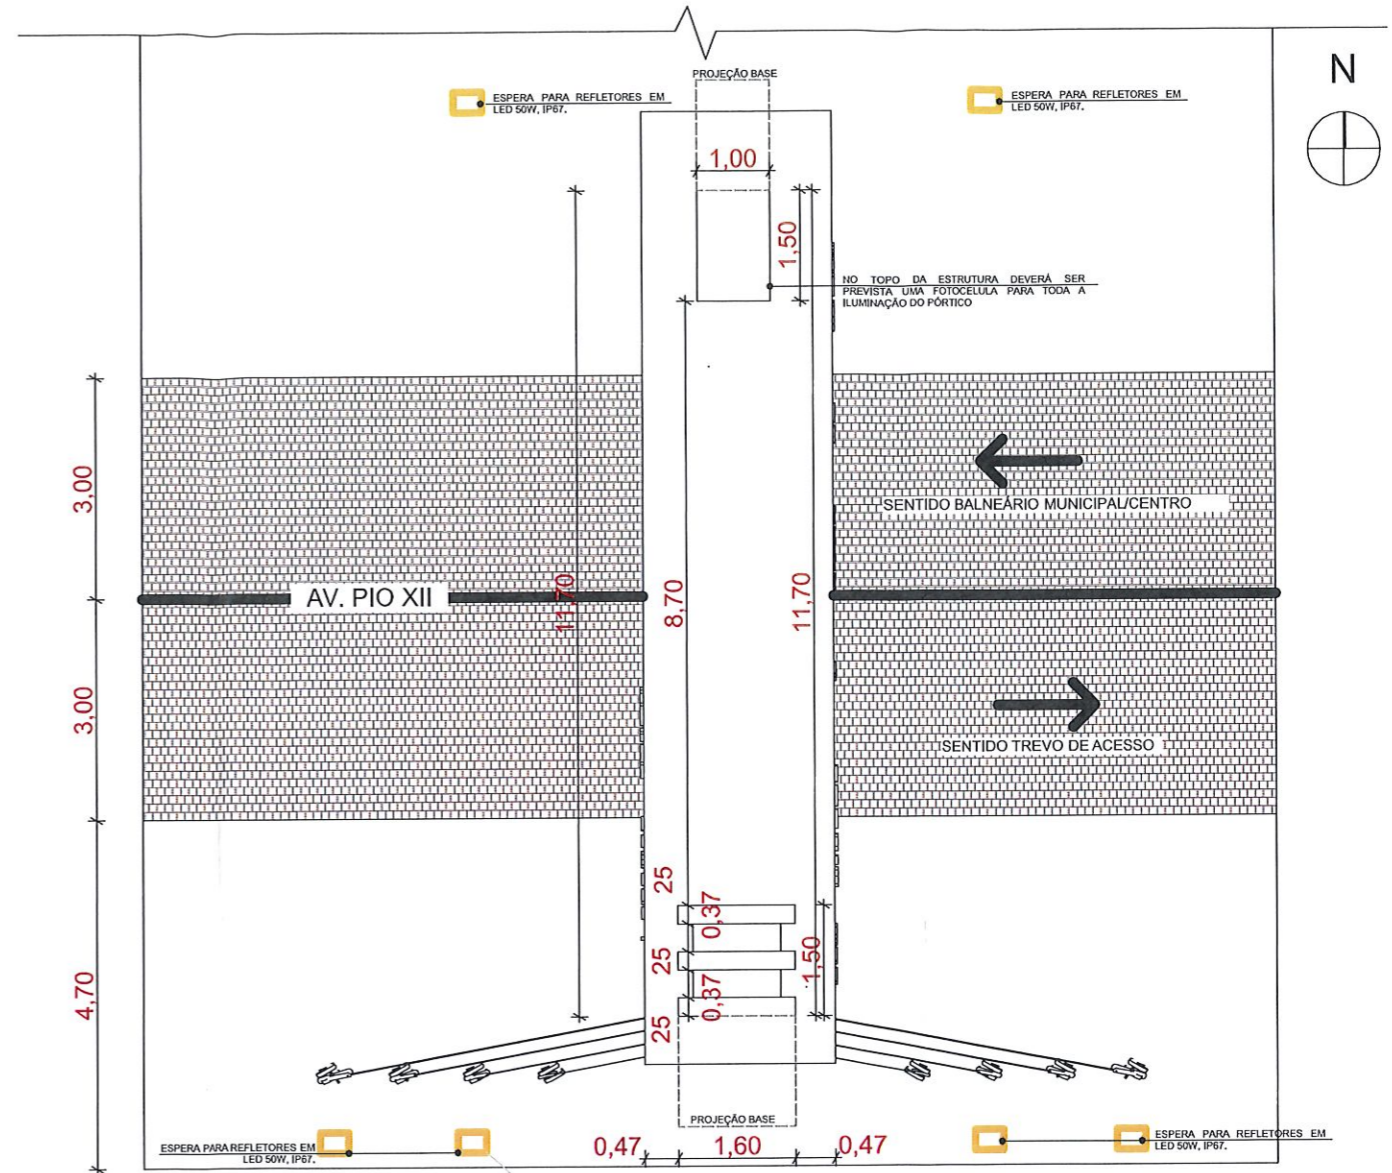 N
PROJEÇÃO BASE
ESPERA PARA REFLETORES EM
LED 50W, IP67.
ESPERA PARA REFLETORES EM
LED 50W, IP67.
1,00
1,50
NO TOPO DA ESTRUTURA DEVERÁ SER
PREVISTA UMA FOTOCELULA PARA TODA A
ILUMINAÇÃO DO PÓRTICO
3,00
SENTIDO BALNEÁRIO MUNICIPAL/CENTRO
AV. PIO XII
11,70
8,70
11,70
3,00
SENTIDO TREVO DE ACESSO
25
0,37
25
1,50
0,37
25
4,70
PROJEÇÃO BASE
ESPERA PARA REFLETORES EM
LED 50W, IP67.
0,47
1,60
0,47
ESPERA PARA REFLETORES EM
LED 50W, IP67.